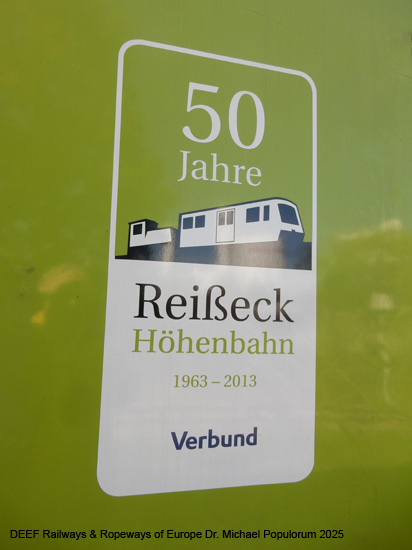 50
Jahre
Reißeck
Höhenbahn
1963 – 2013
Verbund
DEEF Railways & Ropeways of Europe Dr. Michael Populorum 2025